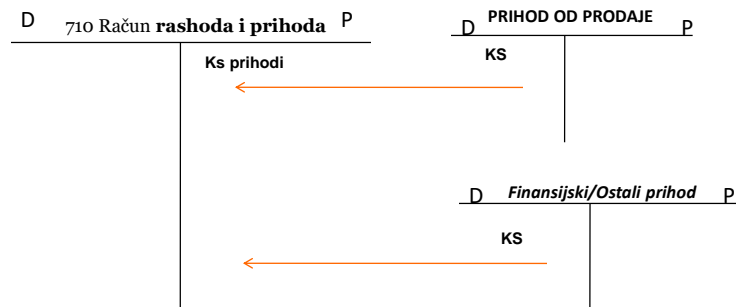 D 710 Račun rashoda i prihoda P
Ks prihodi
PRIHOD OD PRODAJE
D P
KS
D Finansijski/Ostali prihod P
KS